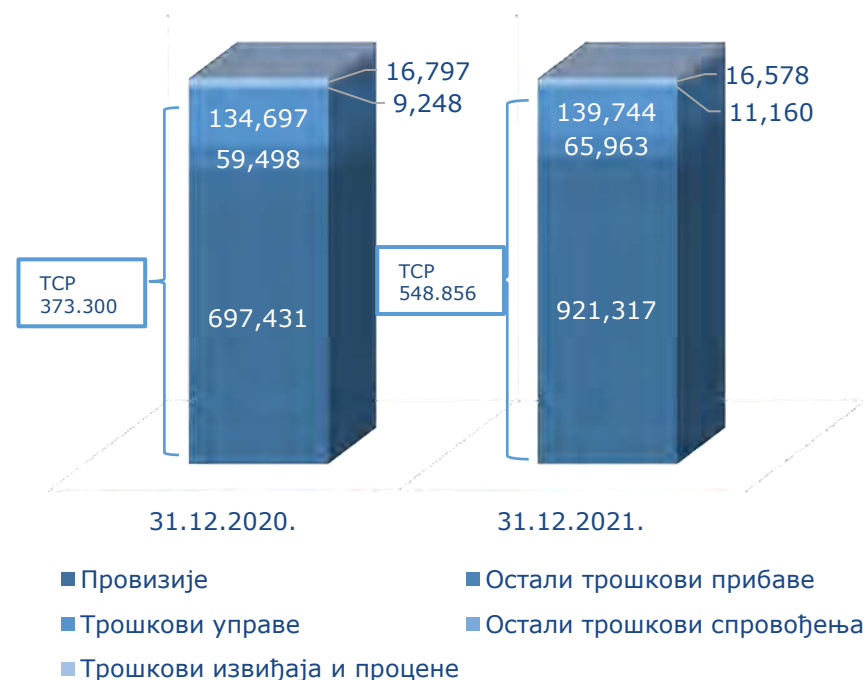 16,797
9,248
134,697
59,498
TCP
373.300
697,431
16,578
11,160
139,744
65,963
TCP
548.856
921,317
31.12.2020.
31.12.2021.
Провизије
Остали трошкови прибаве
Трошкови управе
Остали трошкови спровођења
Трошкови извиђаја и процене